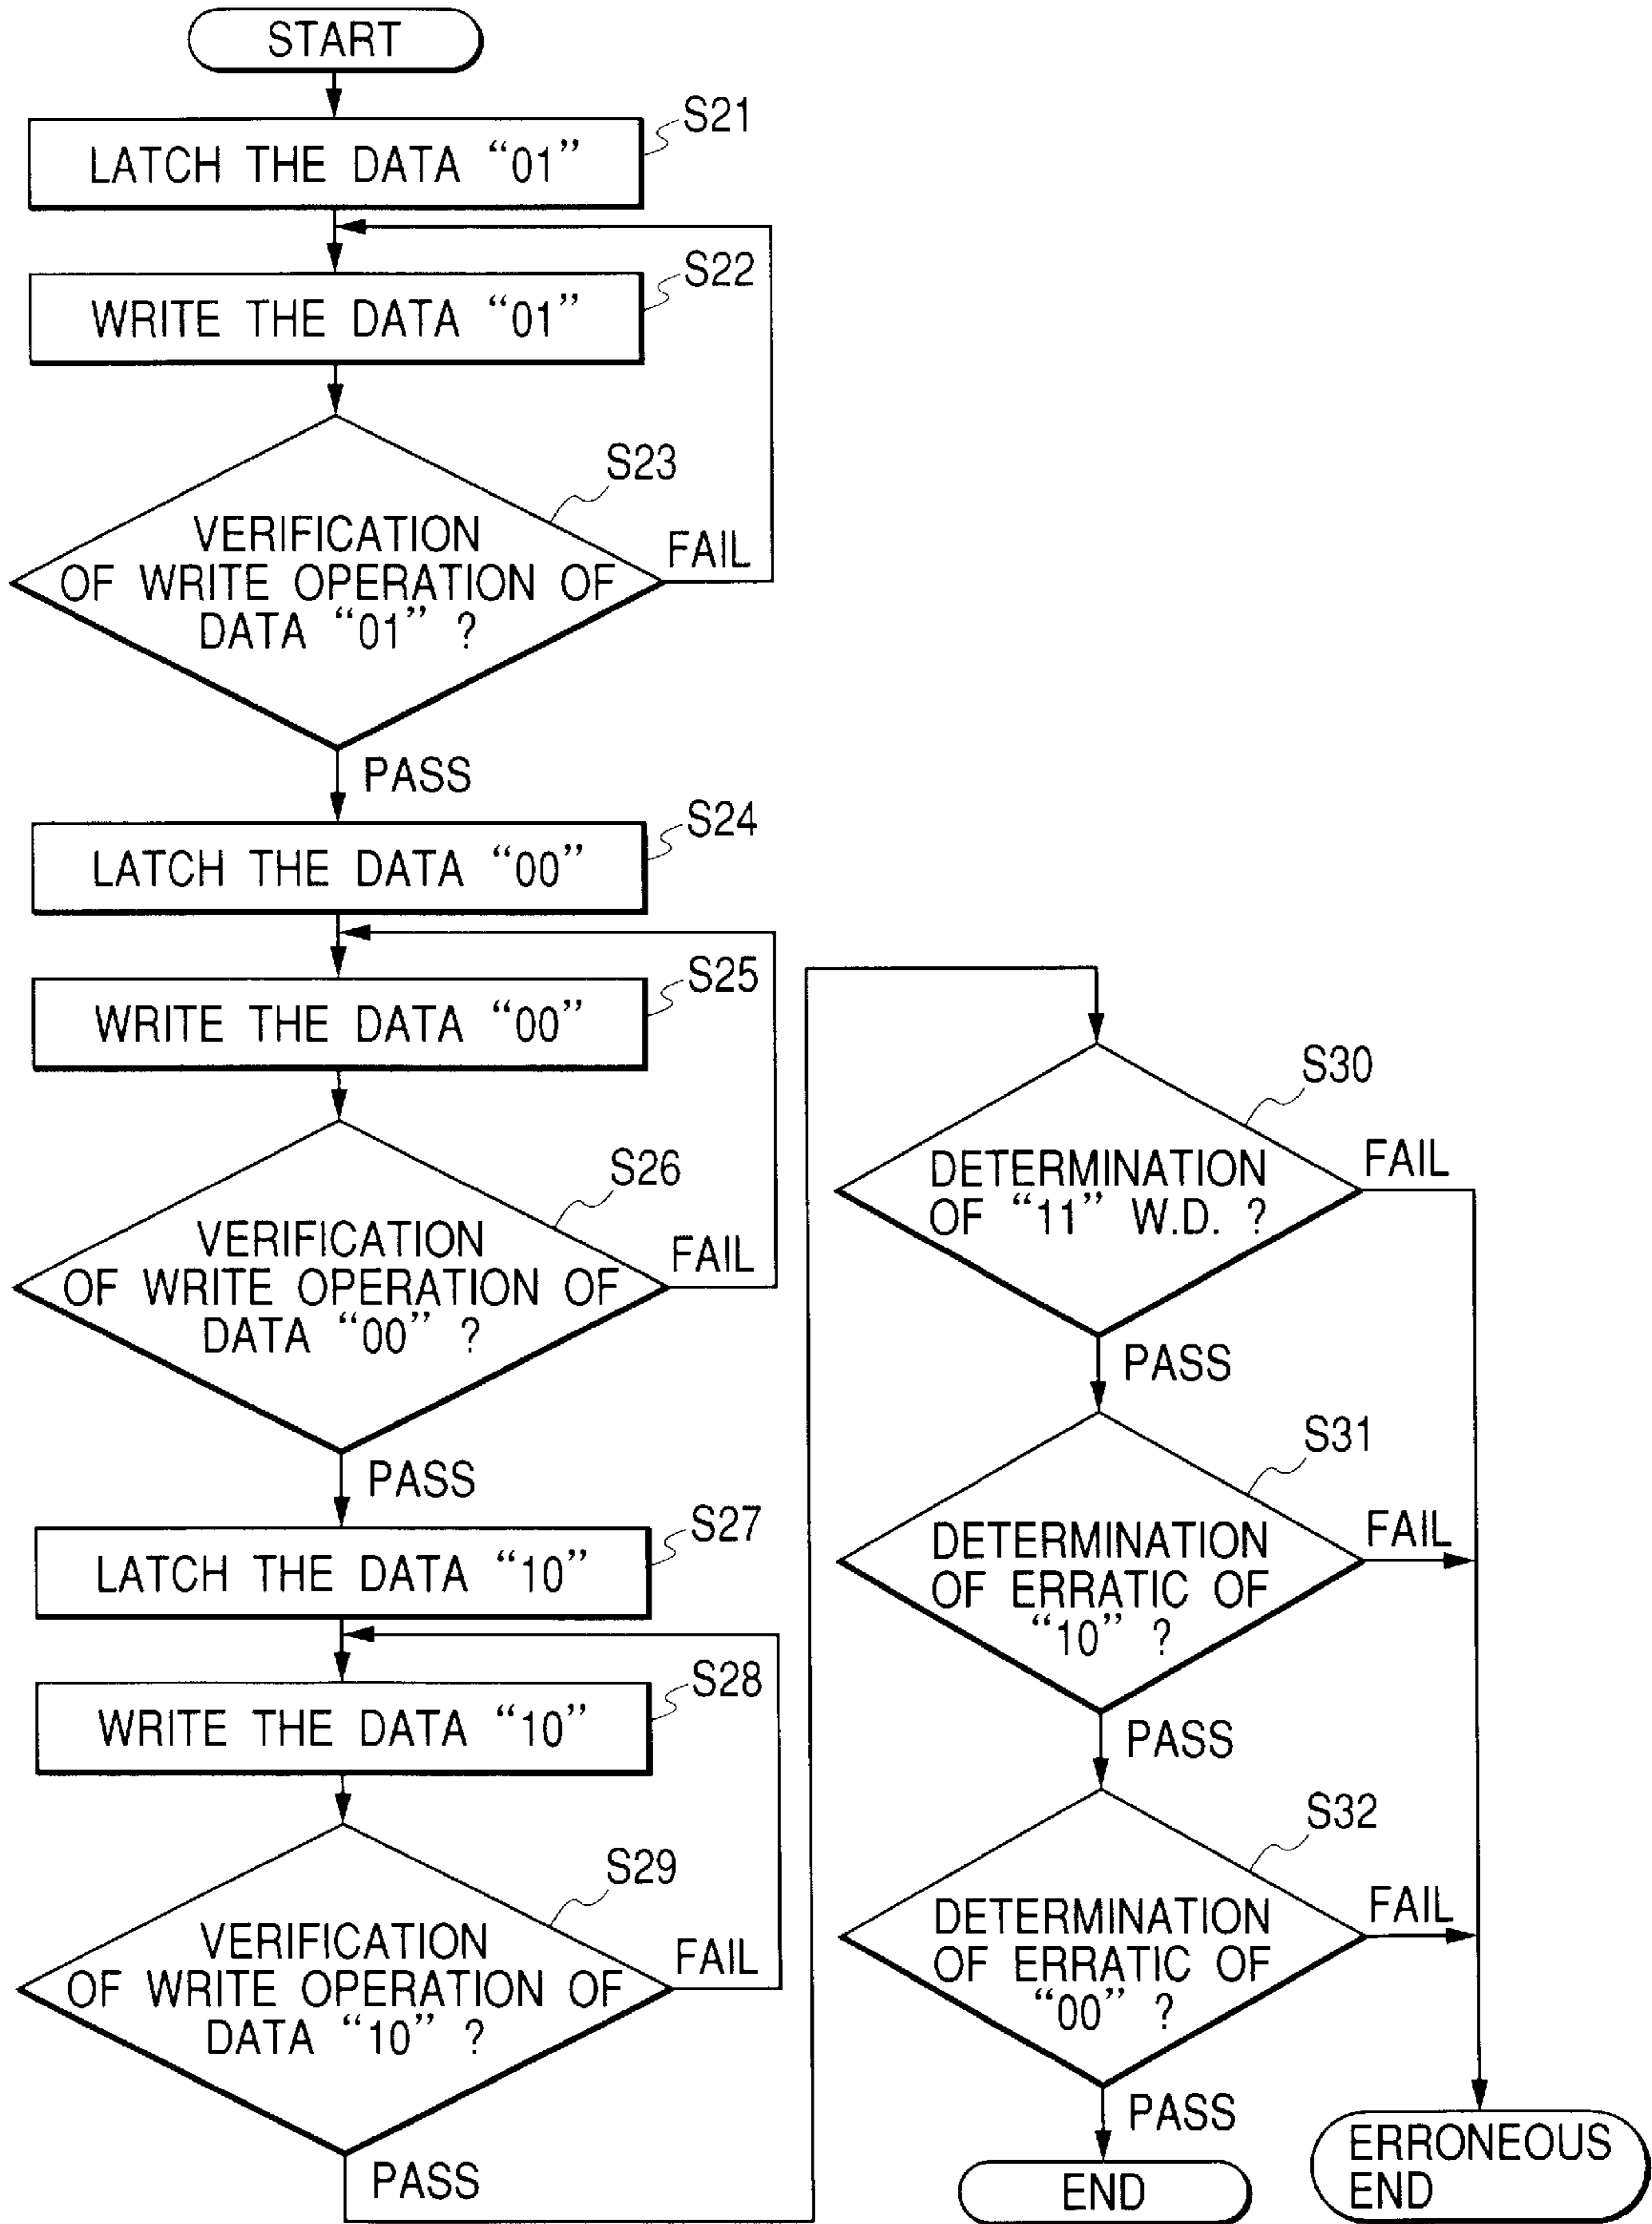 START
S21
LATCH THE DATA “01”
S22
WRITE THE DATA “01”
S23
VERIFICATION
OF WRITE OPERATION OF
DATA “01” ?
FAIL
PASS
S24
LATCH THE DATA “00”
S25
WRITE THE DATA “00”
S26
VERIFICATION
OF WRITE OPERATION OF
DATA “00” ?
FAIL
PASS
S27
LATCH THE DATA “10”
S28
WRITE THE DATA “10”
S29
VERIFICATION
OF WRITE OPERATION OF
DATA “10” ?
FAIL
PASS
S30
DETERMINATION
OF “11” W.D. ?
FAIL
PASS
S31
DETERMINATION
OF ERRATIC OF
“10” ?
FAIL
PASS
S32
DETERMINATION
OF ERRATIC OF
“00” ?
FAIL
PASS
END
ERRONEOUS
END